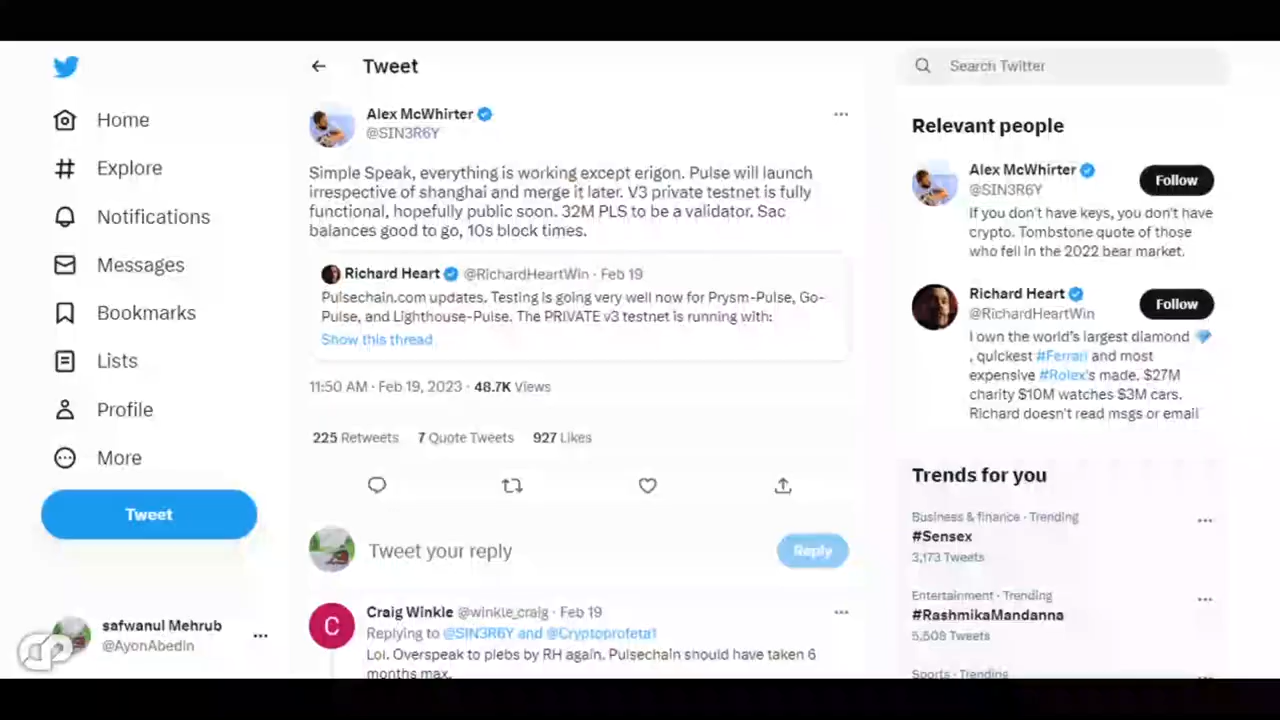 Home
Explore
Notifications
Messages
Bookmarks
Lists
Profile
More
Tweet
safwanul Mehrub
@AyonAbedin
Tweet
Alex McWhirter
@SIN3R6Y
Simple Speak, everything is working except erigon. Pulse will launch
irrespective of shanghai and merge it later. V3 private testnet is fully
functional, hopefully public soon. 32M PLS to be a validator. Sac
balances good to go, 10s block times.
Richard Heart @RichardHeartWin · Feb 19
Pulsechain.com updates. Testing is going very well now for Prysm-Pulse, Go-
Pulse, and Lighthouse-Pulse. The PRIVATE v3 testnet is running with:
Show this thread
11:50 AM · Feb 19, 2023 · 48.7K Views
225 Retweets 7 Quote Tweets 927 Likes
Tweet your reply
Reply
C
Craig Winkle @winkle_craig · Feb 19
Replying to @SIN3R6Y and @Cryptoprofeta1
Lol. Overspeak to plebs by RH again. Pulsechain should have taken 6
months max.
Search Twitter
Relevant people
Alex McWhirter
@SIN3R6Y
Follow
If you don't have keys, you don't have
crypto. Tombstone quote of those
who fell in the 2022 bear market.
Richard Heart
@RichardHeartWin
Follow
I own the world's largest diamond 💎
, quickest #Ferrari and most
expensive #Rolex's made. $27M
charity $10M watches $3M cars.
Richard doesn't read msgs or email
Trends for you
Business & finance · Trending
#Sensex
3,173 Tweets
Entertainment · Trending
#RashmikaMandanna
5,508 Tweets
Sports · Trending